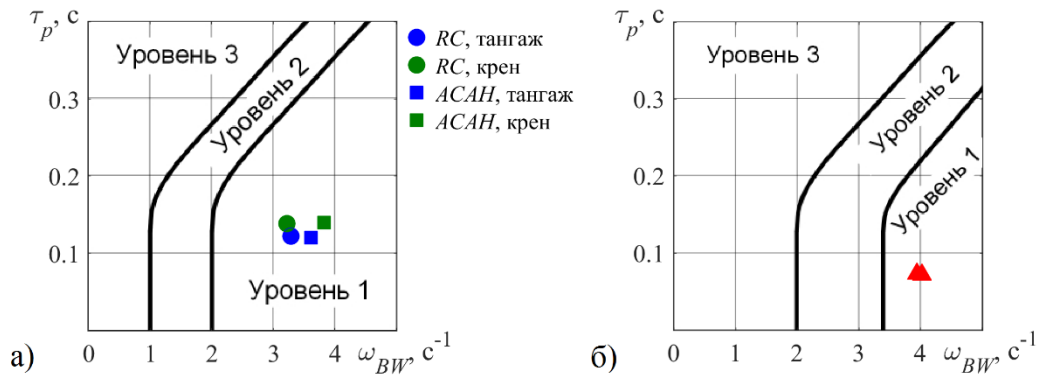 τp, с
Уровень 3
Уровень 2
Уровень 1
0.3
0.2
0.1
0 1 2 3 4 ωBW, с-1
а)
RC, тангаж
RC, крен
ACAH, тангаж
ACAH, крен
τp, с
Уровень 3
Уровень 2
Уровень 1
0.3
0.2
0.1
0 1 2 3 4 ωBW, с-1
б)